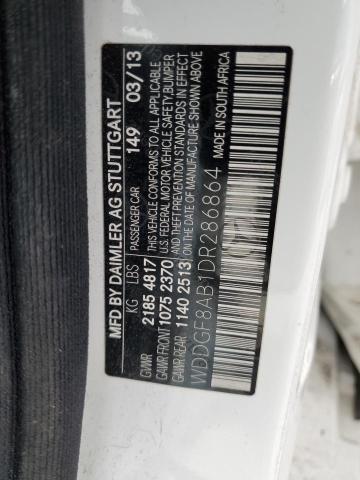 MFD BY DAIMLER AG STUTTGART
KG LBS PASSENGER CAR 149 03/13
GVWR 2185 4817 THIS VEHICLE CONFORMS TO ALL APPLICABLE
GAWR FRONT 1075 2370 U.S. FEDERAL MOTOR VEHICLE SAFETY, BUMPER
GAWR REAR 1140 2513 AND THEFT PREVENTION STANDARDS IN EFFECT
ON THE DATE OF MANUFACTURE SHOWN ABOVE
WDDGF8AB1DR286864 MADE IN SOUTH AFRICA